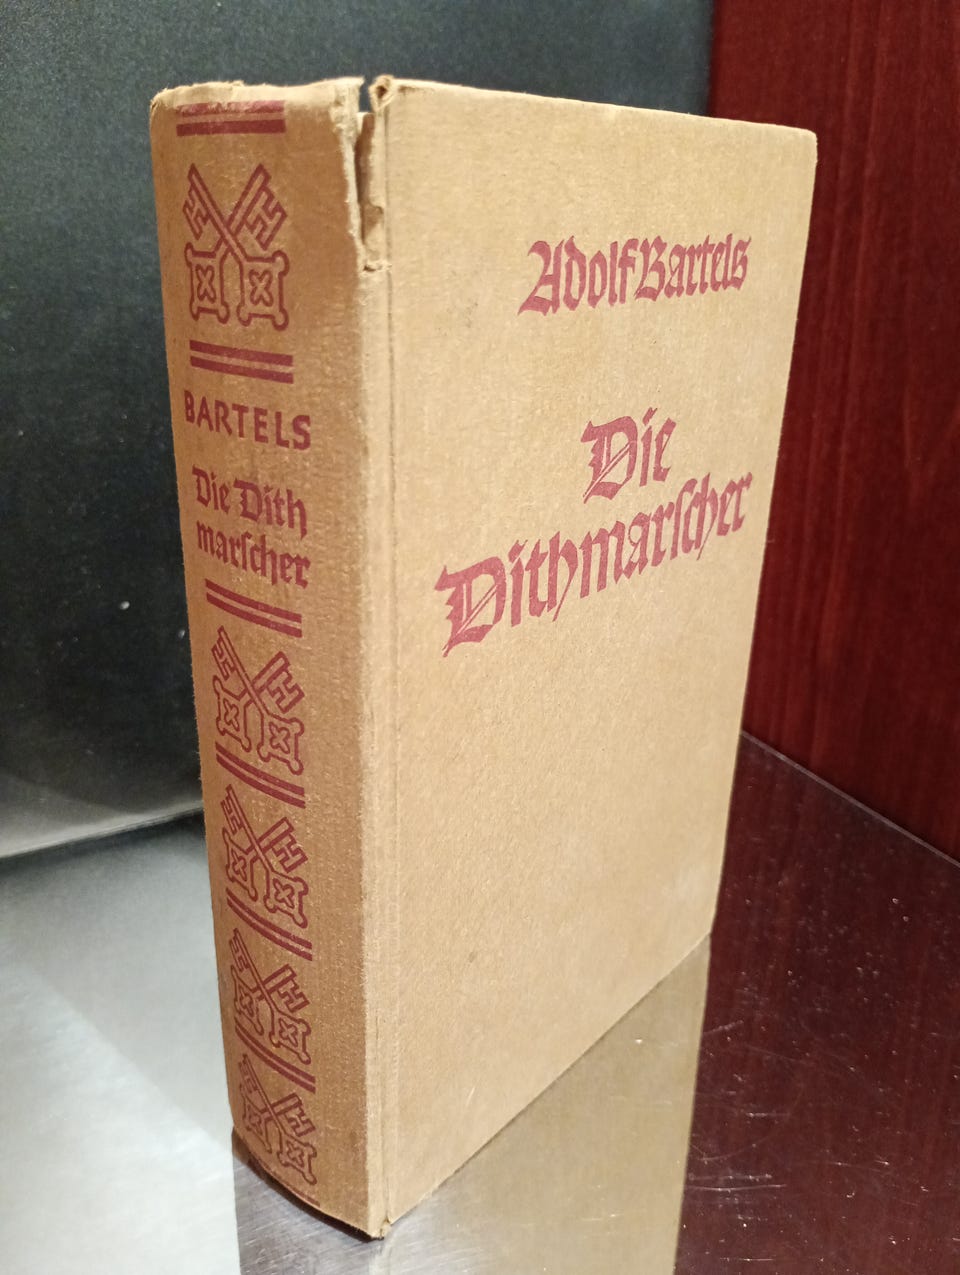 BARTELS
Die Dith
marſcher
Adolf Bartels
Die
Dithmarſcher